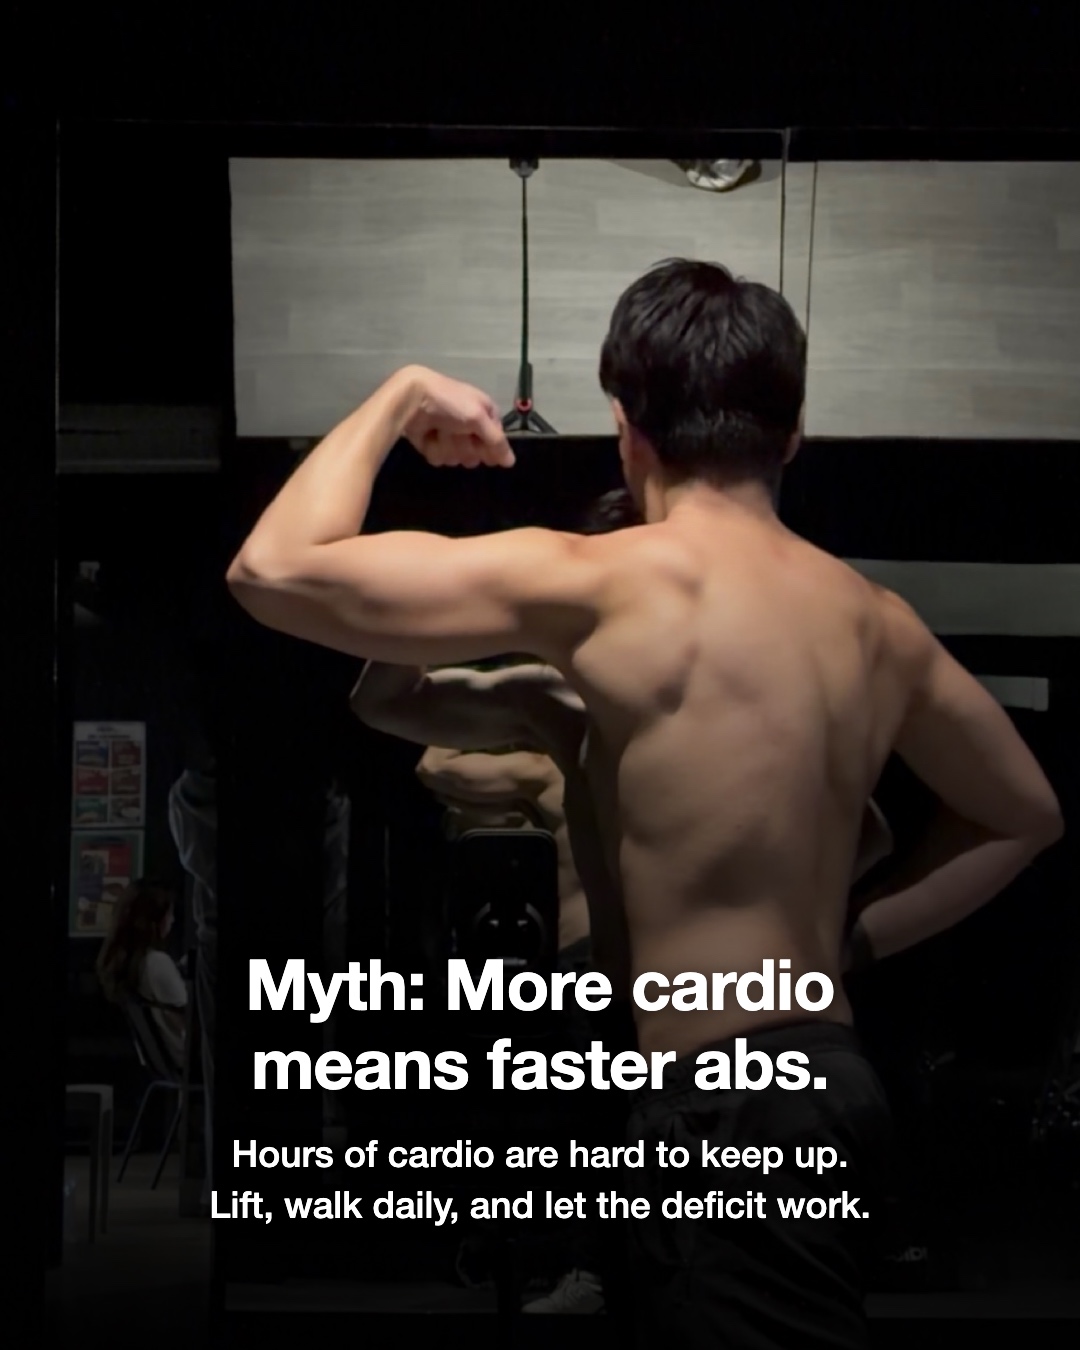 Myth: More cardio
means faster abs.
Hours of cardio are hard to keep up.
Lift, walk daily, and let the deficit work.